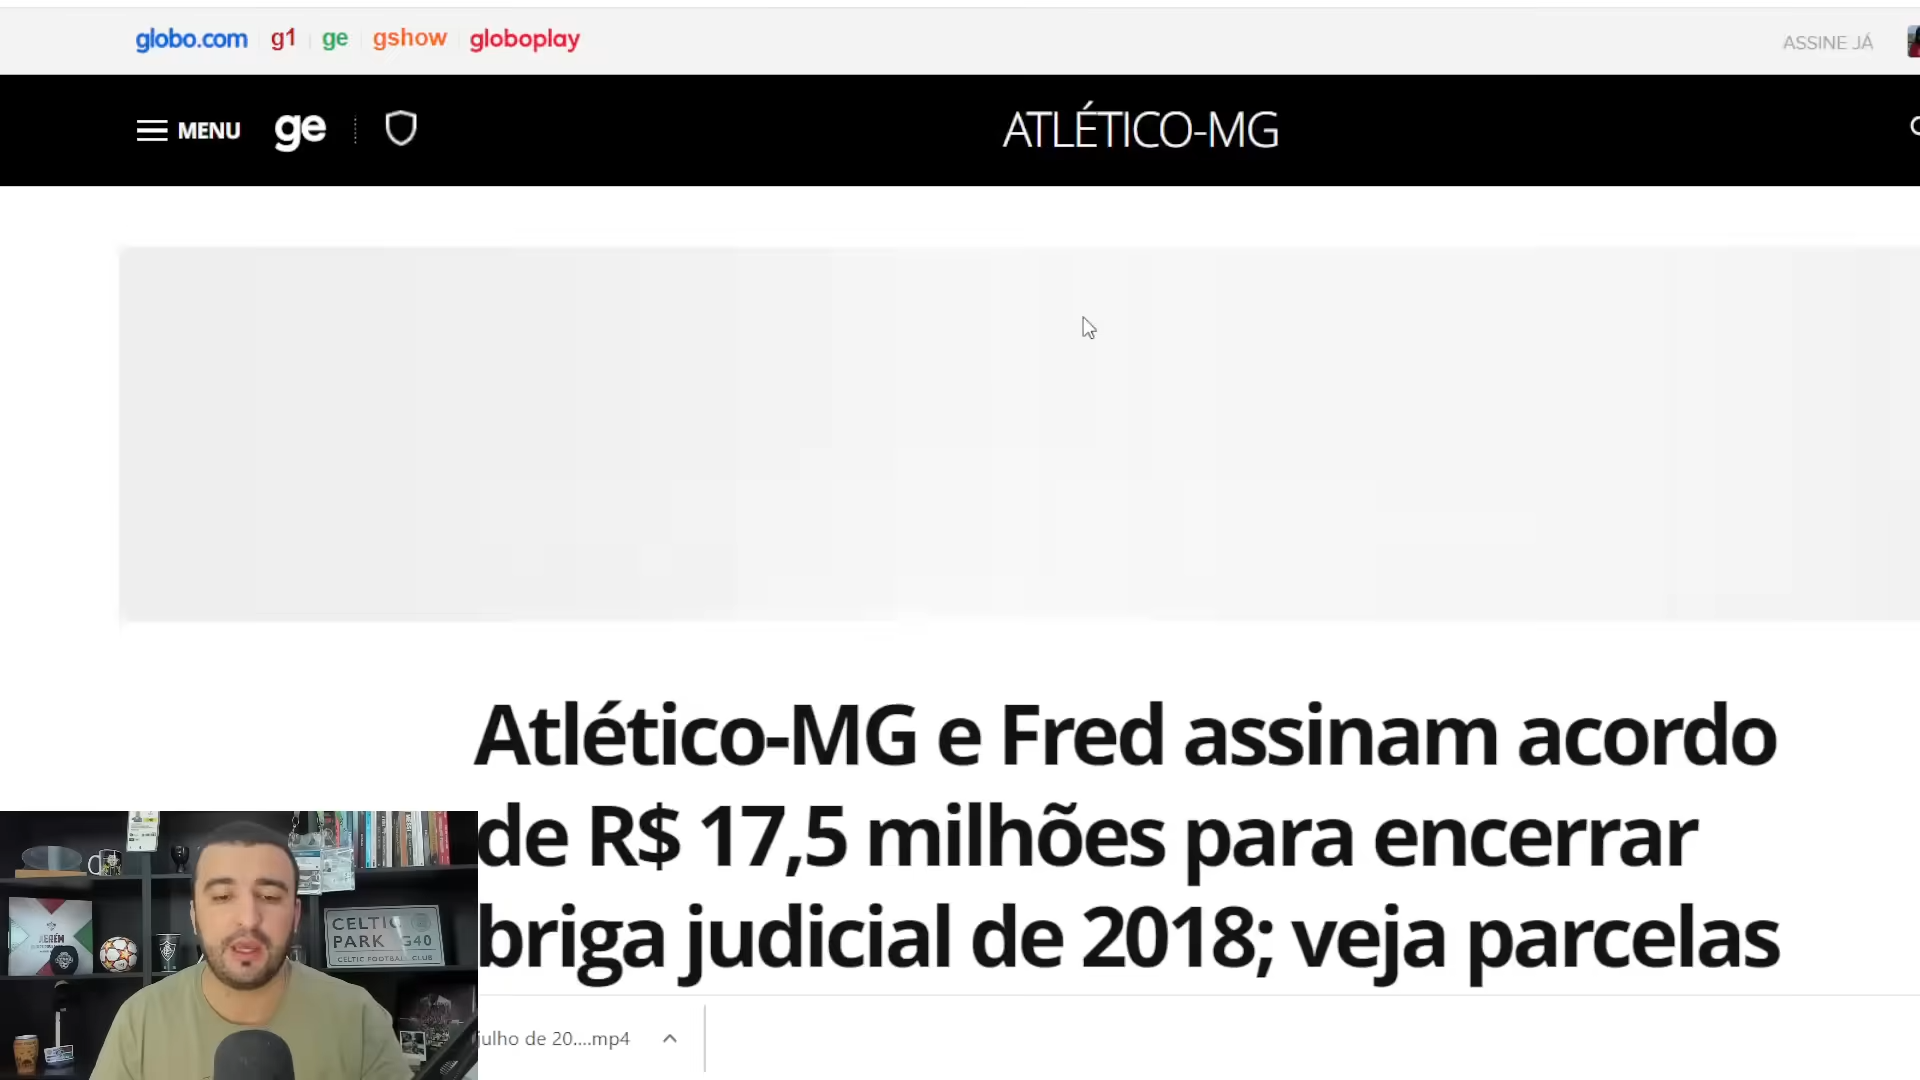 globo.com g1 ge gshow globoplay ASSINE JÁ
MENU ge ATLÉTICO-MG
Atlético-MG e Fred assinam acordo
de R$ 17,5 milhões para encerrar
briga judicial de 2018; veja parcelas
julho de 20....mp4
XERÉM
CELTIC
PARK G40
CELTIC FOOTBALL CLUB